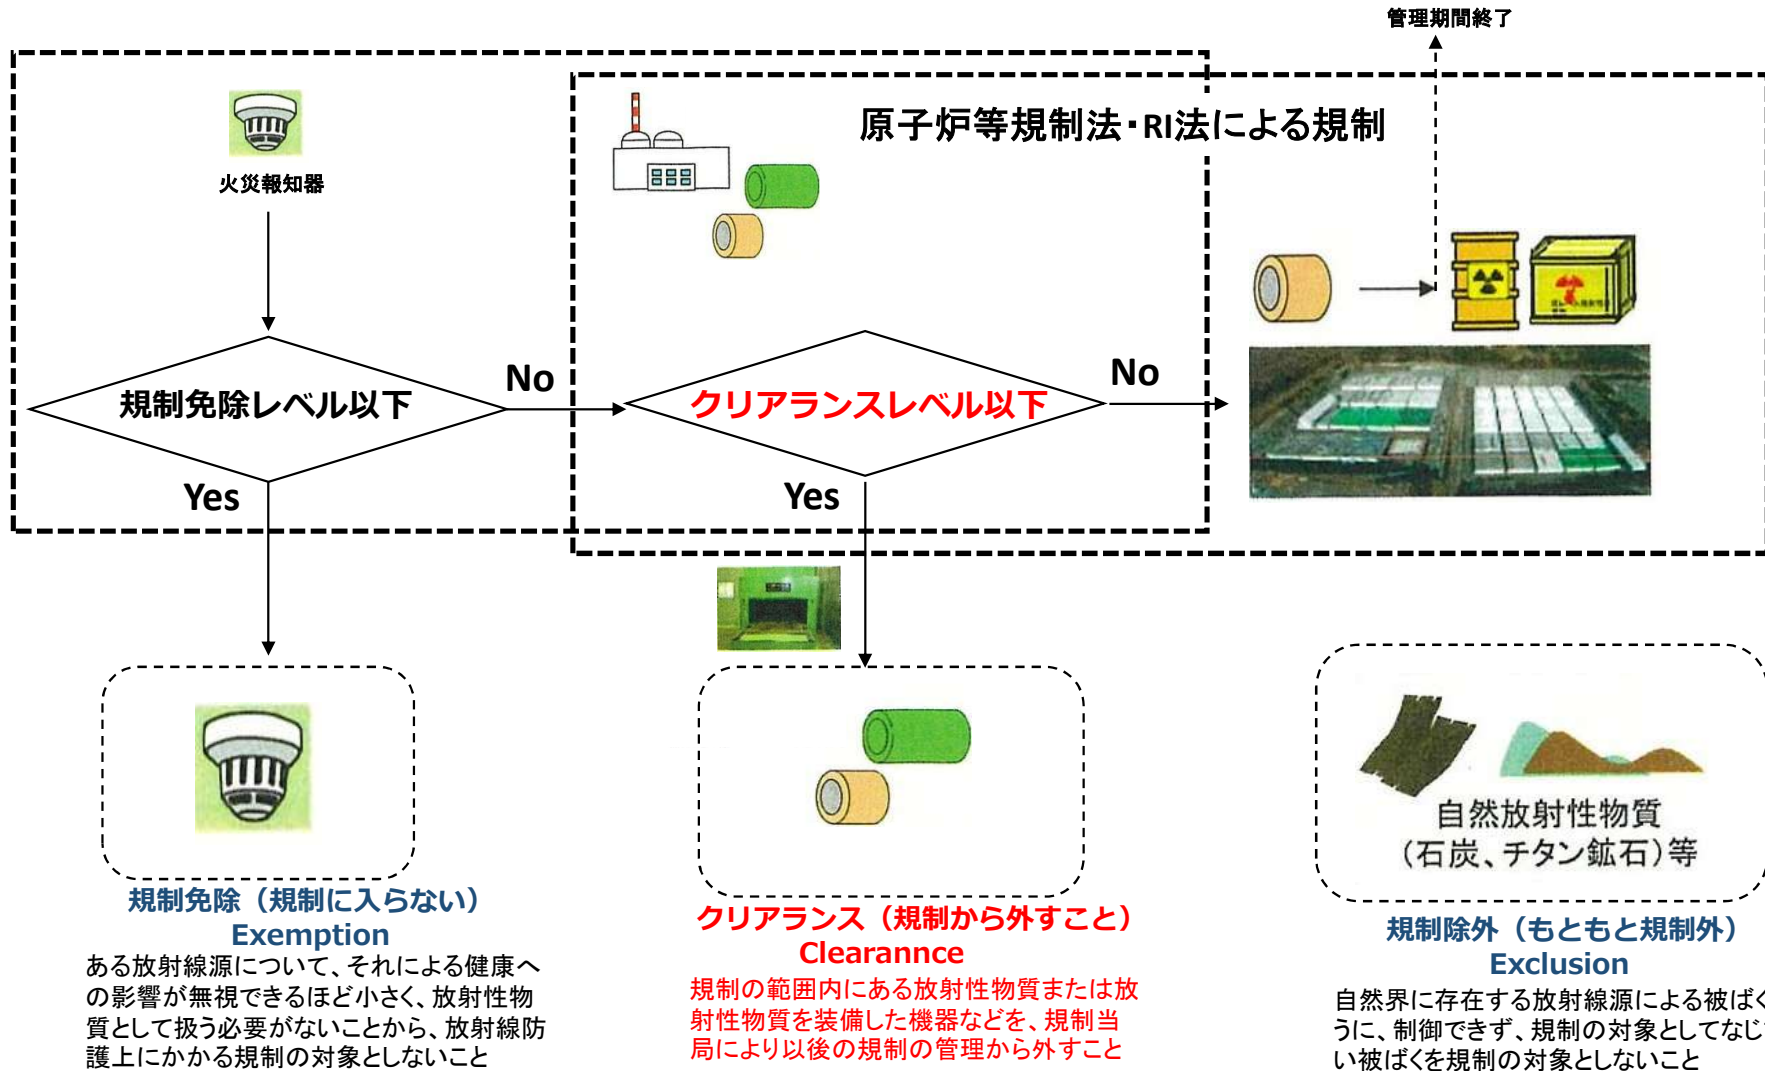 管理期間終了
原子炉等規制法・RI法による規制
火災報知器
規制免除レベル以下
No
クリアランスレベル以下
No
Yes
Yes
自然放射性物質
（石炭、チタン鉱石）等
規制免除（規制に入らない）
Exemption
ある放射線源について、それによる健康へ
の影響が無視できるほど小さく、放射性物
質として扱う必要がないことから、放射線防
護上にかかる規制の対象としないこと
クリアランス（規制から外すこと）
Clearannce
規制の範囲内にある放射性物質または放
射性物質を装備した機器などを、規制当
局により以後の規制の管理から外すこと
規制除外（もともと規制外）
Exclusion
自然界に存在する放射線源による被ばく
うに、制御できず、規制の対象としてなじ
い被ばくを規制の対象としないこと